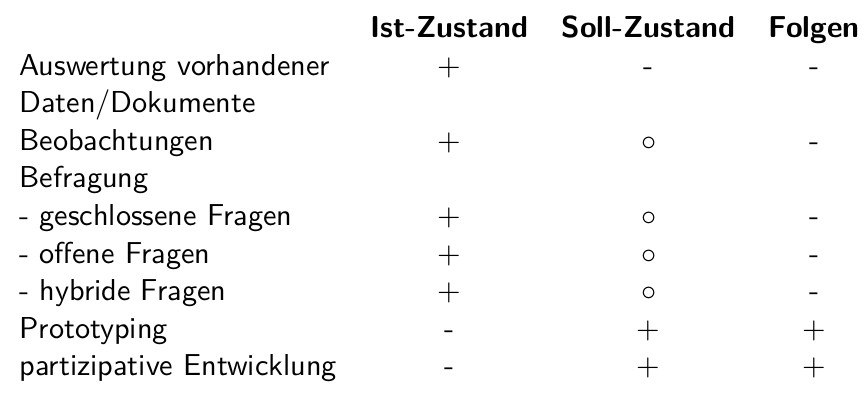 Ist-Zustand Soll-Zustand Folgen
Auswertung vorhandener + - -
Daten/Dokumente
Beobachtungen + ○ -
Befragung
- geschlossene Fragen + ○ -
- offene Fragen + ○ -
- hybride Fragen + ○ -
Prototyping - + +
partizipative Entwicklung - + +